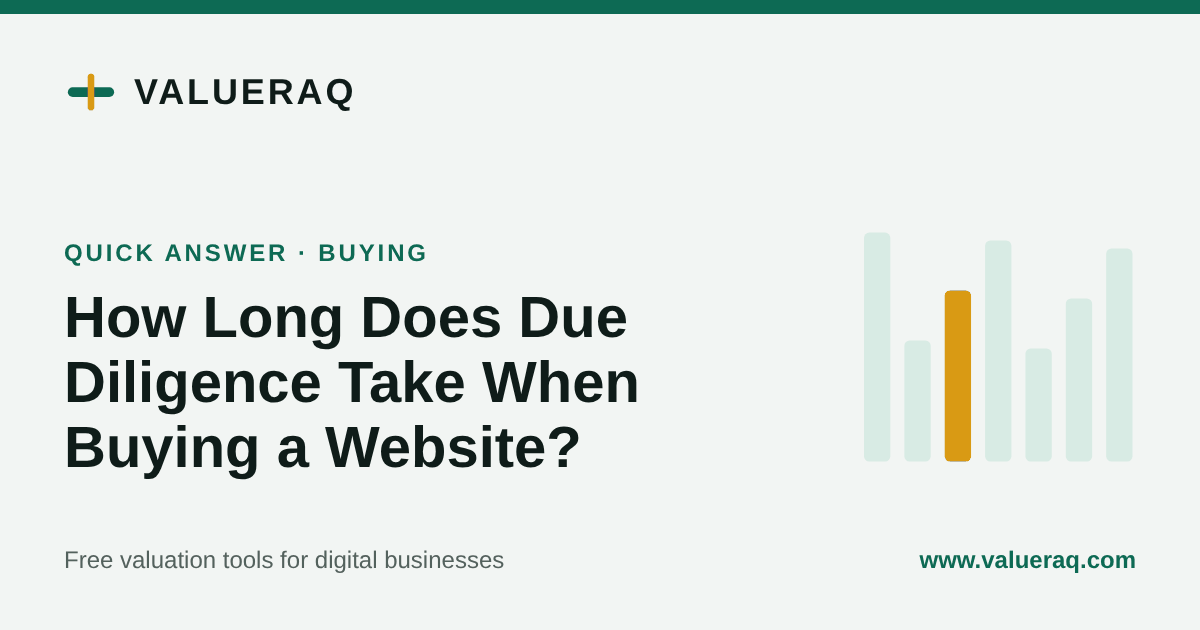 VALUERAQ
QUICK ANSWER · BUYING
How Long Does Due
Diligence Take When
Buying a Website?
Free valuation tools for digital businesses
www.valueraq.com